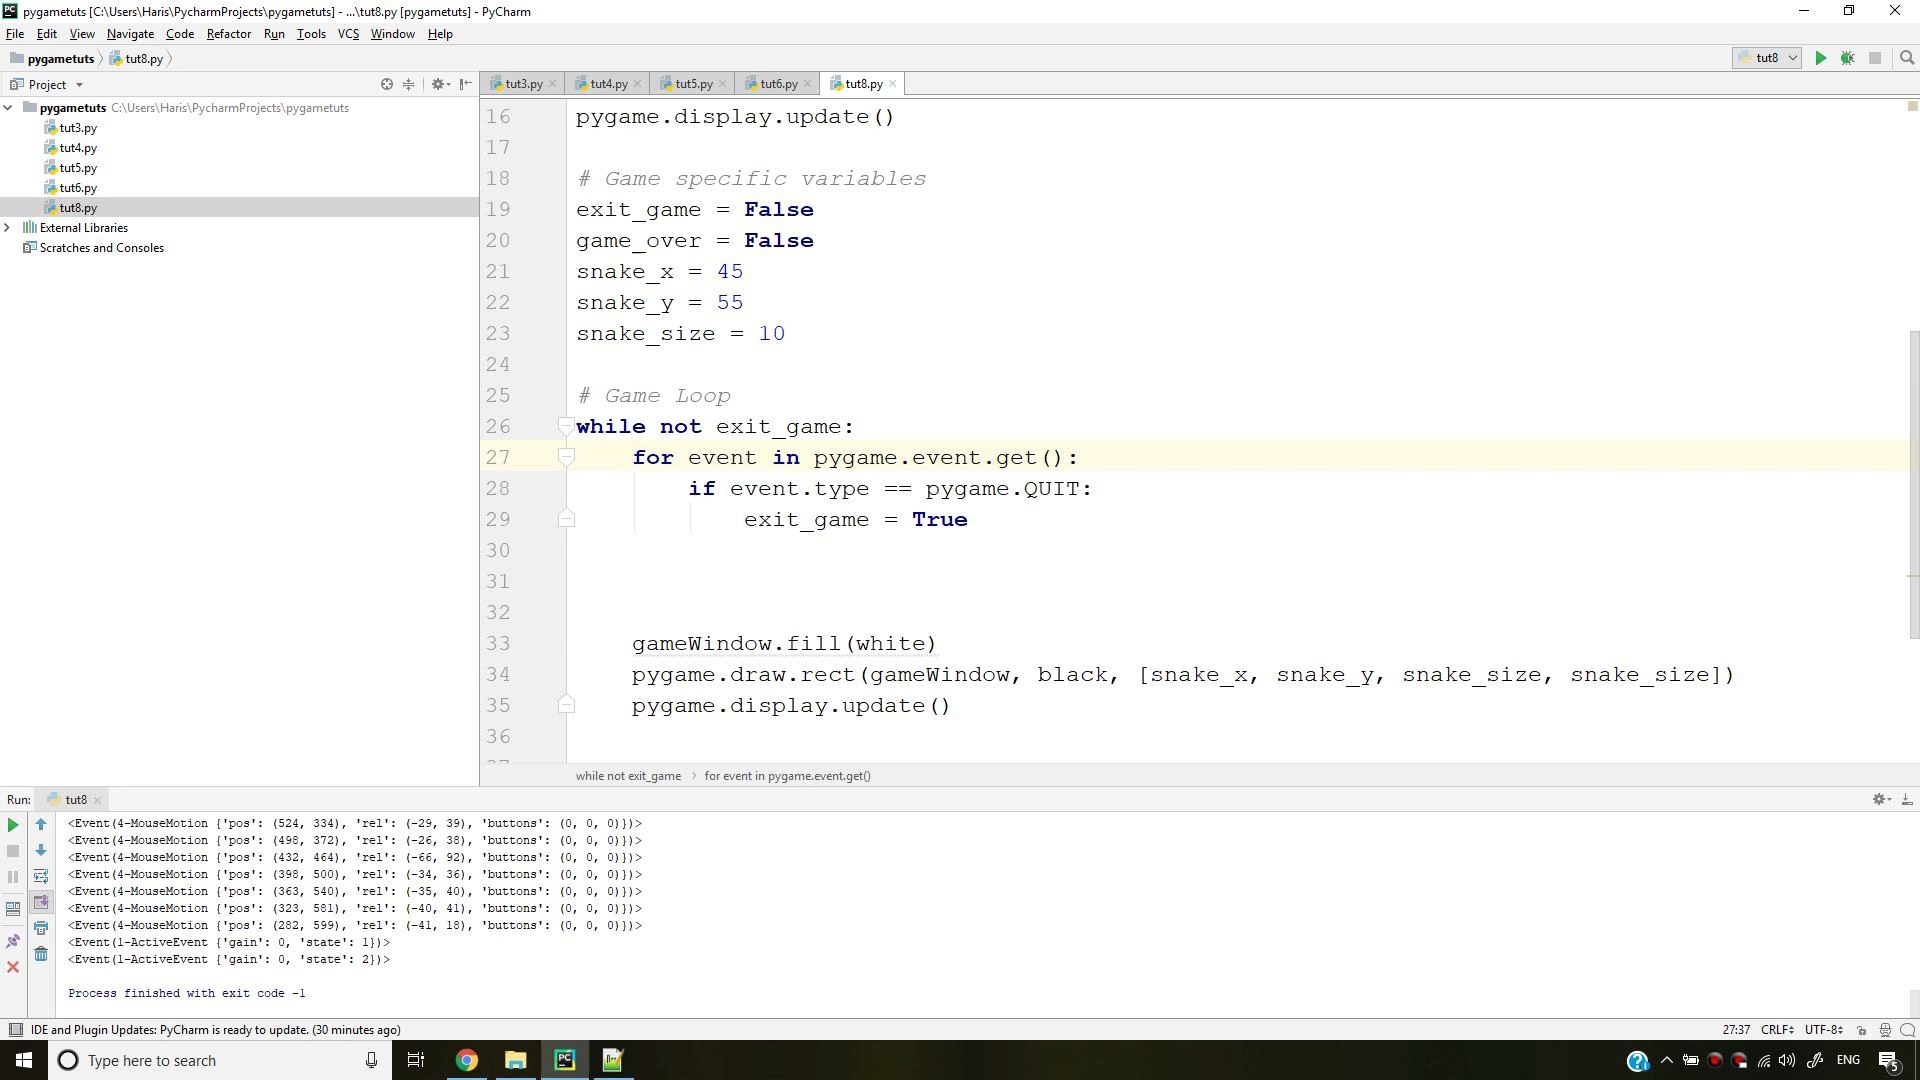 pygametuts [C:\Users\Haris\PycharmProjects\pygametuts] - ...\tut8.py [pygametuts] - PyCharm
File Edit View Navigate Code Refactor Run Tools VCS Window Help
pygametuts tut8.py
tut8
Project
tut3.py tut4.py tut5.py tut6.py tut8.py
pygametuts C:\Users\Haris\PycharmProjects\pygametuts
tut3.py
tut4.py
tut5.py
tut6.py
tut8.py
External Libraries
Scratches and Consoles
16 pygame.display.update()
17
18 # Game specific variables
19 exit_game = False
20 game_over = False
21 snake_x = 45
22 snake_y = 55
23 snake_size = 10
24
25 # Game Loop
26 while not exit_game:
27 for event in pygame.event.get():
28 if event.type == pygame.QUIT:
29 exit_game = True
30
31
32
33 gameWindow.fill(white)
34 pygame.draw.rect(gameWindow, black, [snake_x, snake_y, snake_size, snake_size])
35 pygame.display.update()
36
while not exit_game › for event in pygame.event.get()
Run: tut8
<Event(4-MouseMotion {'pos': (524, 334), 'rel': (-29, 39), 'buttons': (0, 0, 0)})>
<Event(4-MouseMotion {'pos': (498, 372), 'rel': (-26, 38), 'buttons': (0, 0, 0)})>
<Event(4-MouseMotion {'pos': (432, 464), 'rel': (-66, 92), 'buttons': (0, 0, 0)})>
<Event(4-MouseMotion {'pos': (398, 500), 'rel': (-34, 36), 'buttons': (0, 0, 0)})>
<Event(4-MouseMotion {'pos': (363, 540), 'rel': (-35, 40), 'buttons': (0, 0, 0)})>
<Event(4-MouseMotion {'pos': (323, 581), 'rel': (-40, 41), 'buttons': (0, 0, 0)})>
<Event(4-MouseMotion {'pos': (282, 599), 'rel': (-41, 18), 'buttons': (0, 0, 0)})>
<Event(1-ActiveEvent {'gain': 0, 'state': 1})>
<Event(1-ActiveEvent {'gain': 0, 'state': 2})>
Process finished with exit code -1
IDE and Plugin Updates: PyCharm is ready to update. (30 minutes ago)
27:37 CRLF UTF-8
Type here to search
ENG
5